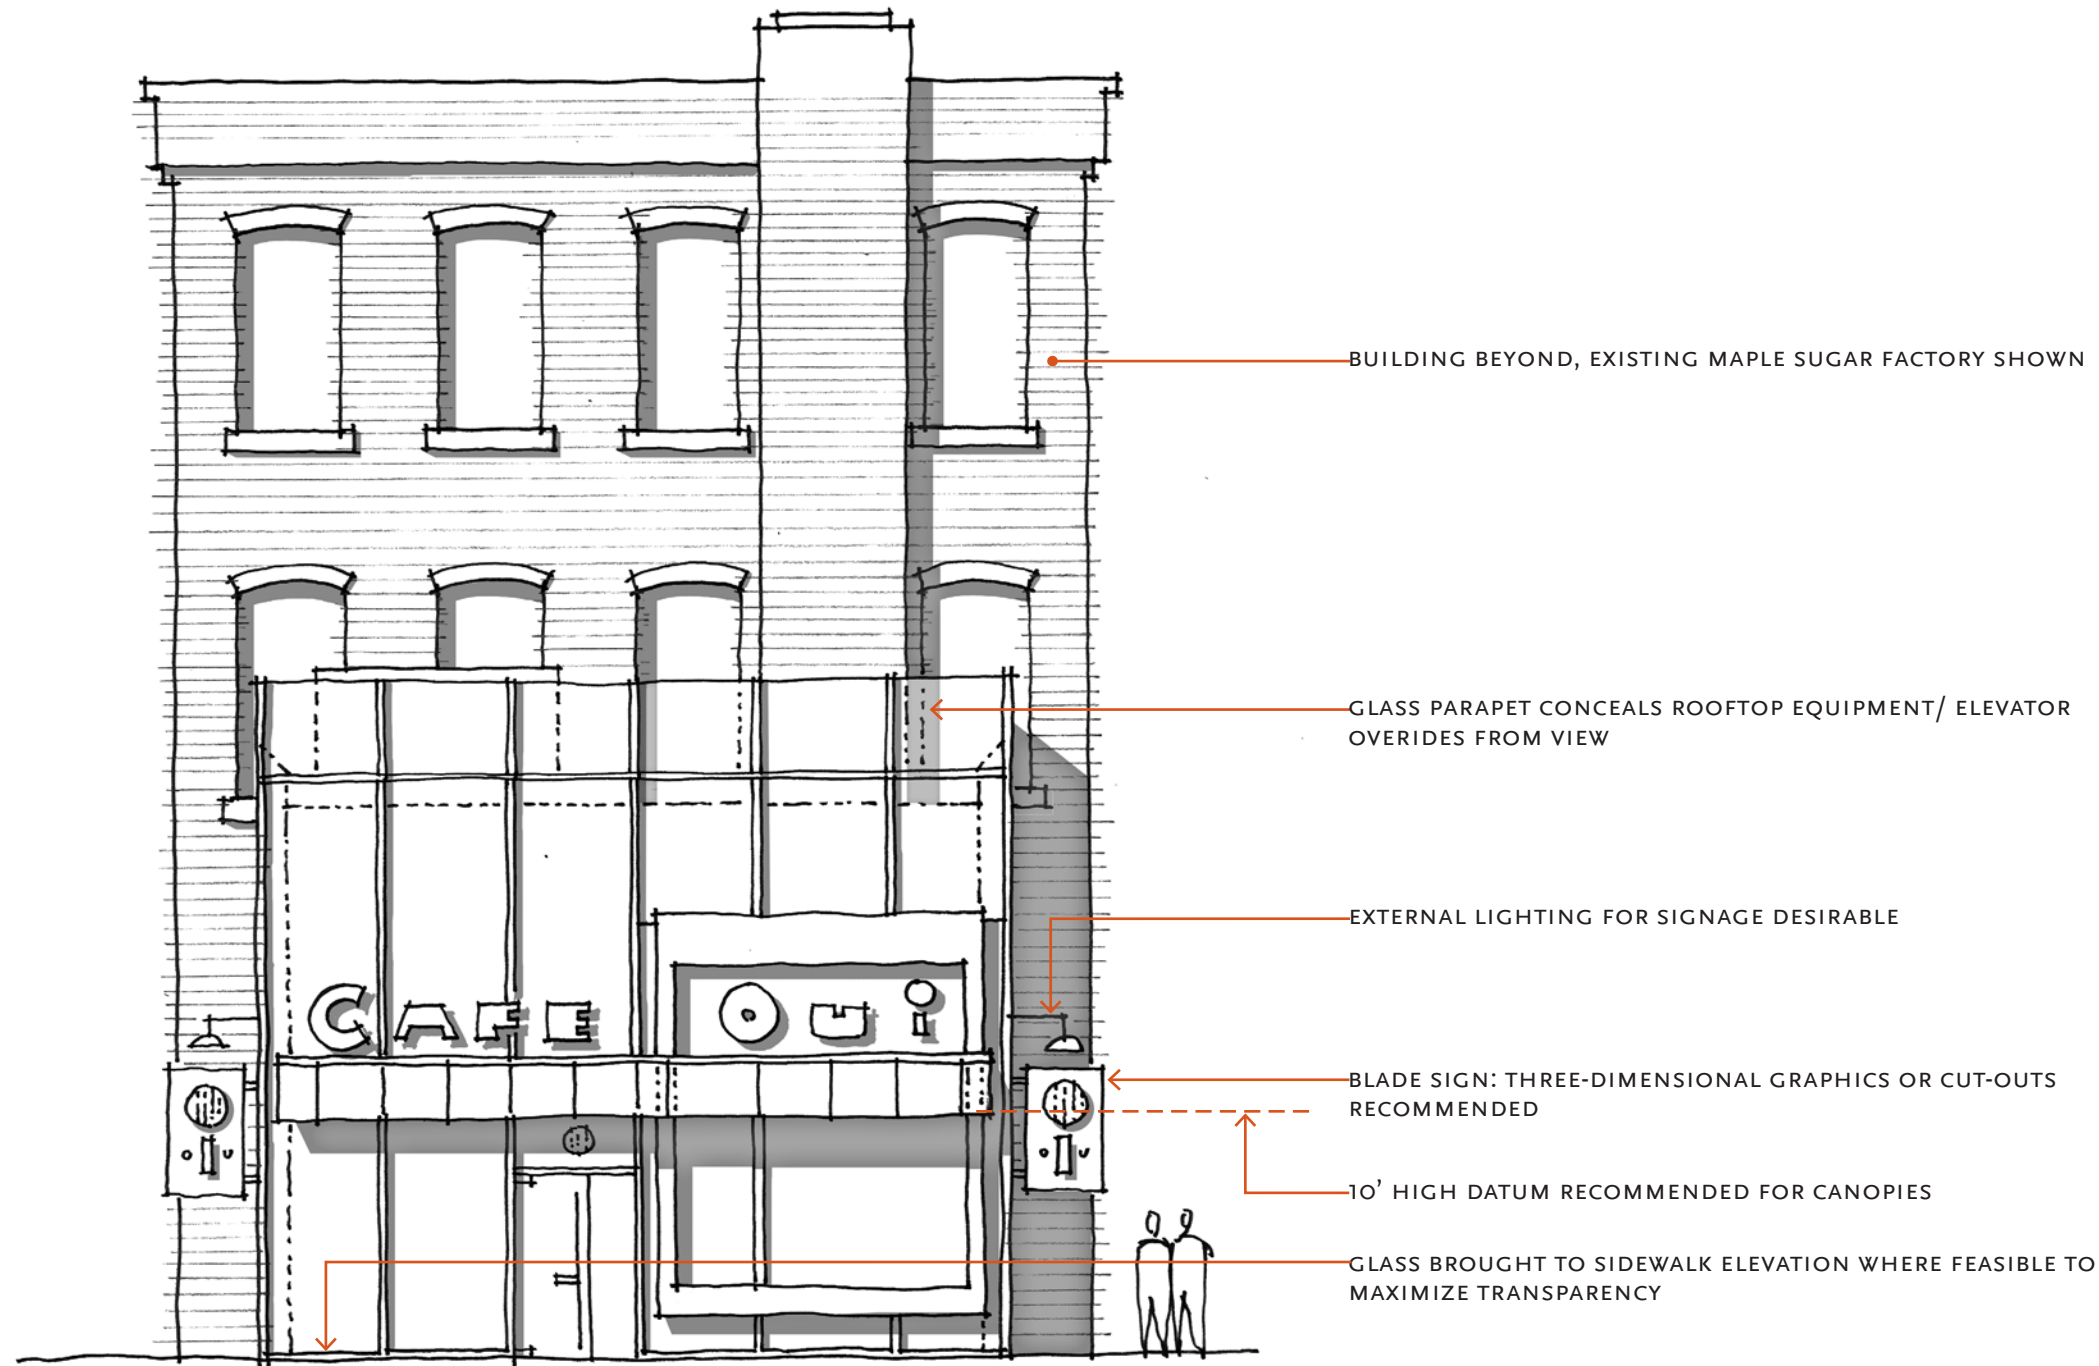 BUILDING BEYOND, EXISTING MAPLE SUGAR FACTORY SHOWN
GLASS PARAPET CONCEALS ROOFTOP EQUIPMENT/ ELEVATOR
OVERIDES FROM VIEW
EXTERNAL LIGHTING FOR SIGNAGE DESIRABLE
CAFE OUi
BLADE SIGN: THREE-DIMENSIONAL GRAPHICS OR CUT-OUTS
RECOMMENDED
10’ HIGH DATUM RECOMMENDED FOR CANOPIES
GLASS BROUGHT TO SIDEWALK ELEVATION WHERE FEASIBLE TO
MAXIMIZE TRANSPARENCY